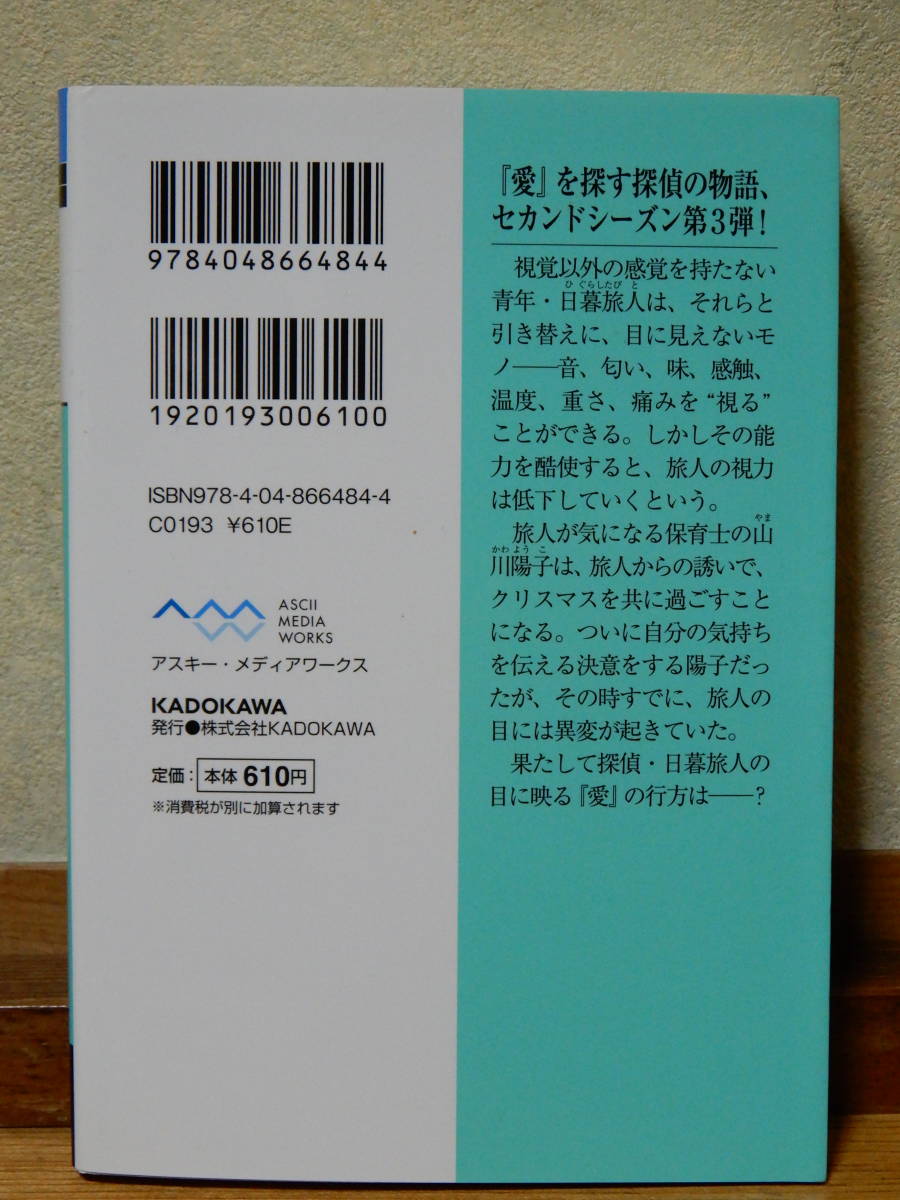 9784048664844
1920193006100
ISBN978-4-04-866484-4
C0193 ¥610E
ASCII
MEDIA
WORKS
アスキー・メディアワークス
KADOKAWA
発行●株式会社KADOKAWA
定価：本体610円
※消費税が別に加算されます
『愛』を探す探偵の物語、
セカンドシーズン第3弾！
視覚以外の感覚を持たない
ひぐらしたびと
青年・日暮旅人は、それらと
引き替えに、目に見えないモ
ノ――音、匂い、味、感触、
温度、重さ、痛みを“視る”
ことができる。しかしその能
力を酷使すると、旅人の視力
は低下していくという。
やま
旅人が気になる保育士の山
かわようこ
川陽子は、旅人からの誘いで、
クリスマスを共に過ごすこと
になる。ついに自分の気持ち
を伝える決意をする陽子だっ
たが、その時すでに、旅人の
目には異変が起きていた。
果たして探偵・日暮旅人の
目に映る『愛』の行方は――？